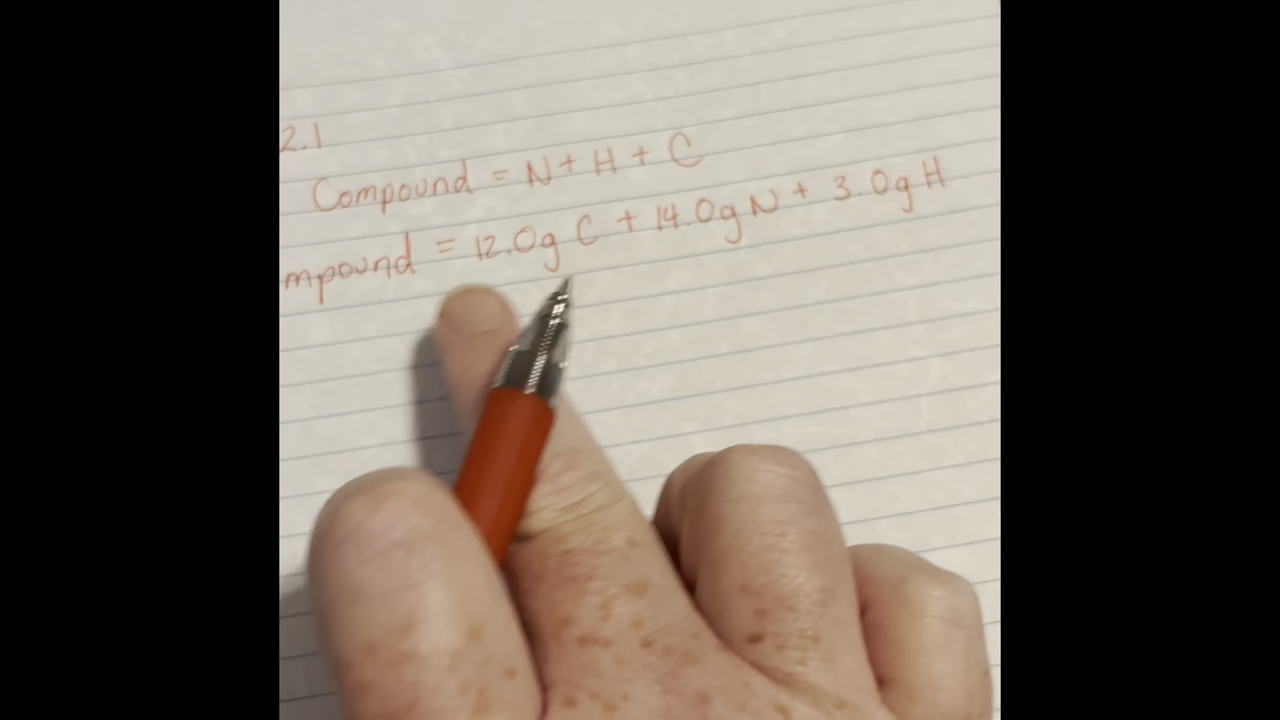 2.1
Compound = N + H + C
mpound = 12.0g C + 14.0g N + 3.0g H